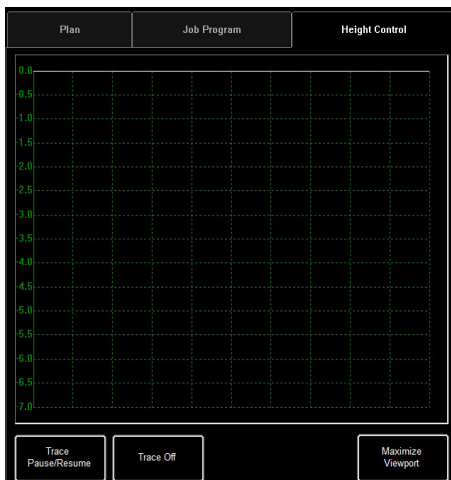 Plan
Job Program
Height Control
0.0
-0.5
-1.0
-1.5
-2.0
-2.5
-3.0
-3.5
-4.0
-4.5
-5.0
-5.5
-6.0
-6.5
-7.0
Trace
Pause/Resume
Trace Off
Maximize
Viewport